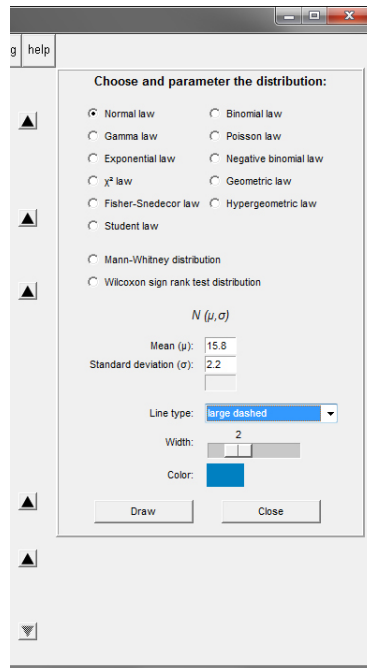 g help
Choose and parameter the distribution:
Normal law Binomial law
Gamma law Poisson law
Exponential law Negative binomial law
χ² law Geometric law
Fisher-Snedecor law Hypergeometric law
Student law
Mann-Whitney distribution
Wilcoxon sign rank test distribution
N (μ,σ)
Mean (μ): 15.8
Standard deviation (σ): 2.2
Line type: large dashed
2
Width:
Color:
Draw Close